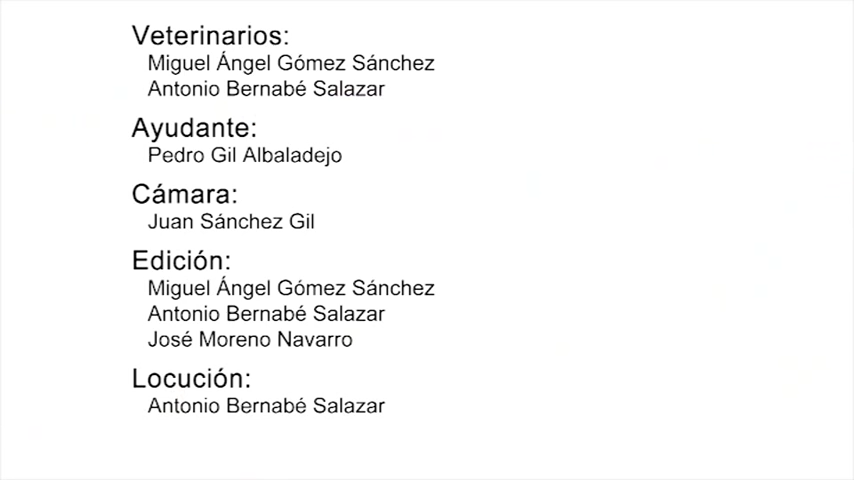 Veterinarios:
Miguel Ángel Gómez Sánchez
Antonio Bernabé Salazar
Ayudante:
Pedro Gil Albaladejo
Cámara:
Juan Sánchez Gil
Edición:
Miguel Ángel Gómez Sánchez
Antonio Bernabé Salazar
José Moreno Navarro
Locución:
Antonio Bernabé Salazar